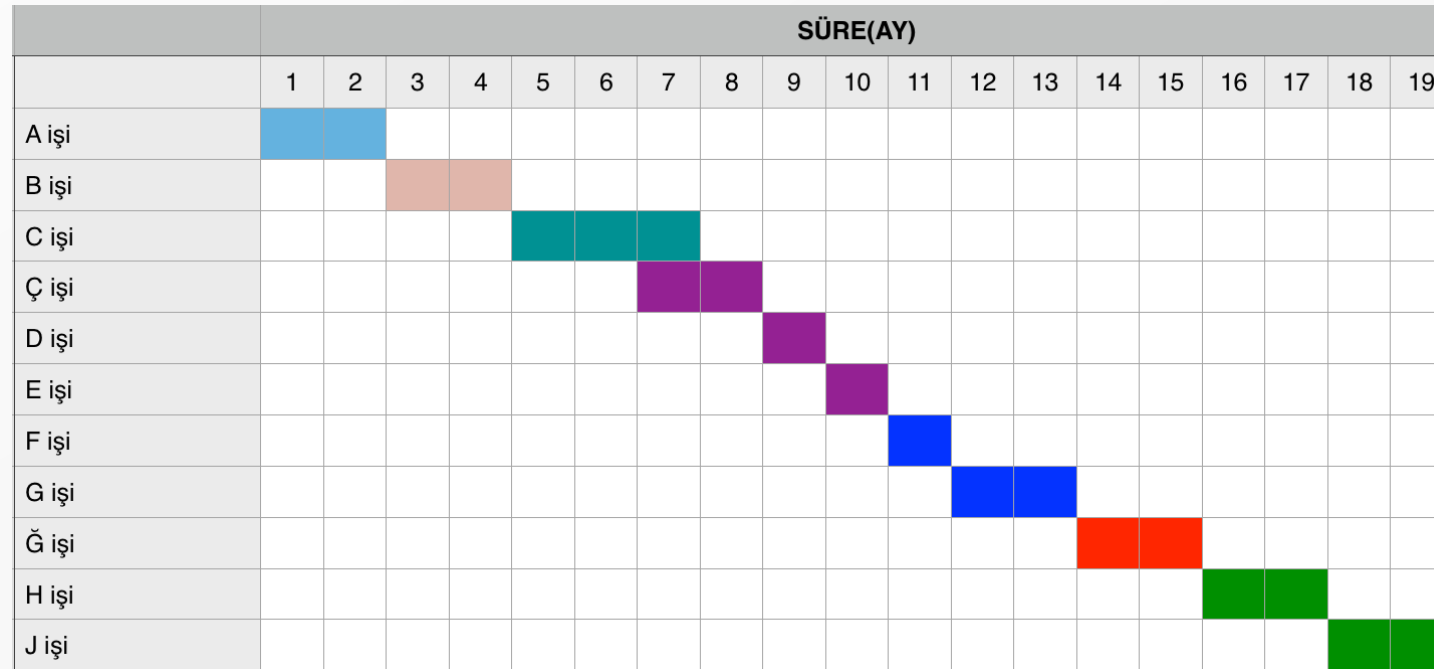 SÜRE(AY)
1 2 3 4 5 6 7 8 9 10 11 12 13 14 15 16 17 18 19
A işi
B işi
C işi
Ç işi
D işi
E işi
F işi
G işi
Ğ işi
H işi
J işi